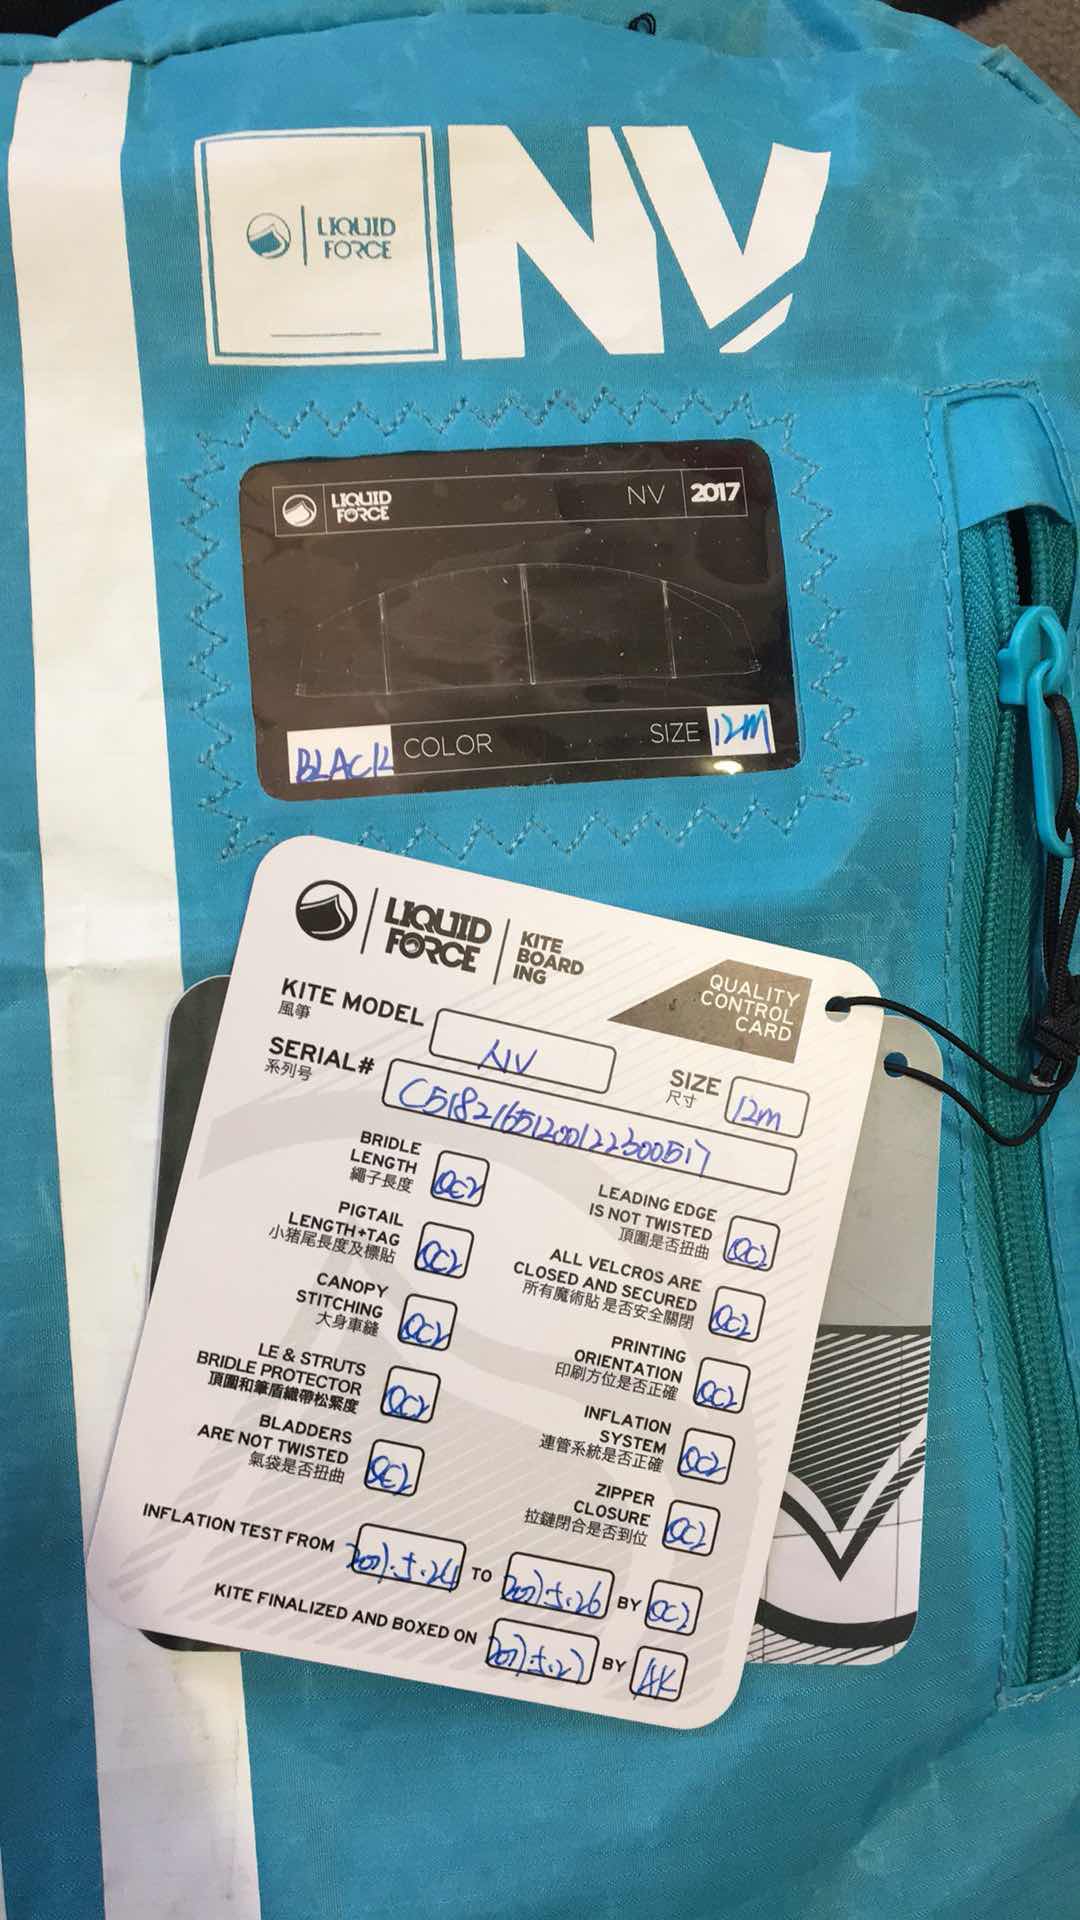 LIQUID
FORCE
NV
LIQUID
FORCE
NV 2017
BLACK COLOR SIZE 12M
LIQUID
FORCE
KITE
BOARD
ING
QUALITY
CONTROL
CARD
KITE MODEL NV
風箏
SERIAL#
系列号
SIZE 12m
尺寸
BRIDLE
LENGTH
繩子長度 QC2
PIGTAIL
LENGTH+TAG
小猪尾長度及標貼 QC2
CANOPY
STITCHING
大身車縫 QC2
LE & STRUTS
BRIDLE PROTECTOR
頂圍和筆盾織帶松緊度 QC2
BLADDERS
ARE NOT TWISTED
氣袋是否扭曲 QC2
LEADING EDGE
IS NOT TWISTED
頂圍是否扭曲 QC2
ALL VELCROS ARE
CLOSED AND SECURED
所有魔術貼 是否安全關閉 QC2
PRINTING
ORIENTATION
印刷方位是否正確 QC2
INFLATION
SYSTEM
連管系統是否正確 QC2
ZIPPER
CLOSURE
拉鏈閉合是否到位 QC2
INFLATION TEST FROM TO BY QC2
KITE FINALIZED AND BOXED ON BY AK